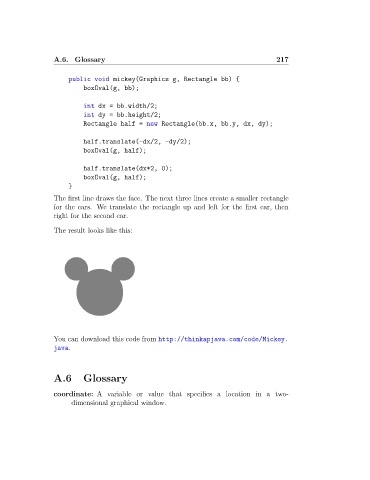 A.6. Glossary 217
public void mickey(Graphics g, Rectangle bb) {
boxOval(g, bb);
int dx = bb.width/2;
int dy = bb.height/2;
Rectangle half = new Rectangle(bb.x, bb.y, dx, dy);
half.translate(-dx/2, -dy/2);
boxOval(g, half);
half.translate(dx*2, 0);
boxOval(g, half);
}
The first line draws the face. The next three lines create a smaller rectangle
for the ears. We translate the rectangle up and left for the first ear, then
right for the second ear.
The result looks like this:
You can download this code from http://thinkapjava.com/code/Mickey.
java.
A.6 Glossary
coordinate: A variable or value that specifies a location in a two-
dimensional graphical window.